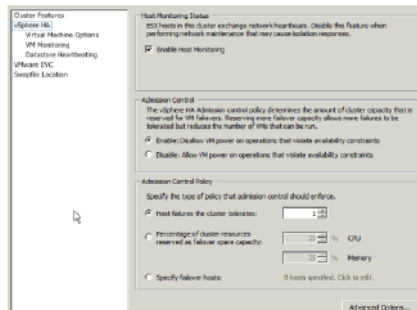 Cluster Features
vSphere HA
Virtual Machine Options
VM Monitoring
Datastore Heartbeating
VMware EVC
Swapfile Location
Host Monitoring Status
ESX hosts in this cluster exchange network heartbeats. Disable this feature when
performing network maintenance that may cause isolation responses.
Enable Host Monitoring
Admission Control
The vSphere HA Admission control policy determines the amount of cluster capacity that is
reserved for VM failovers. Reserving more failover capacity allows more failures to be
tolerated but reduces the number of VMs that can be run.
Enable: Disallow VM power on operations that violate availability constraints
Disable: Allow VM power on operations that violate availability constraints
Admission Control Policy
Specify the type of policy that admission control should enforce.
Host failures the cluster tolerates: 1
Percentage of cluster resources
reserved as failover spare capacity: 25 % CPU
25 % Memory
Specify failover hosts: 0 hosts specified. Click to edit.
Advanced Options...